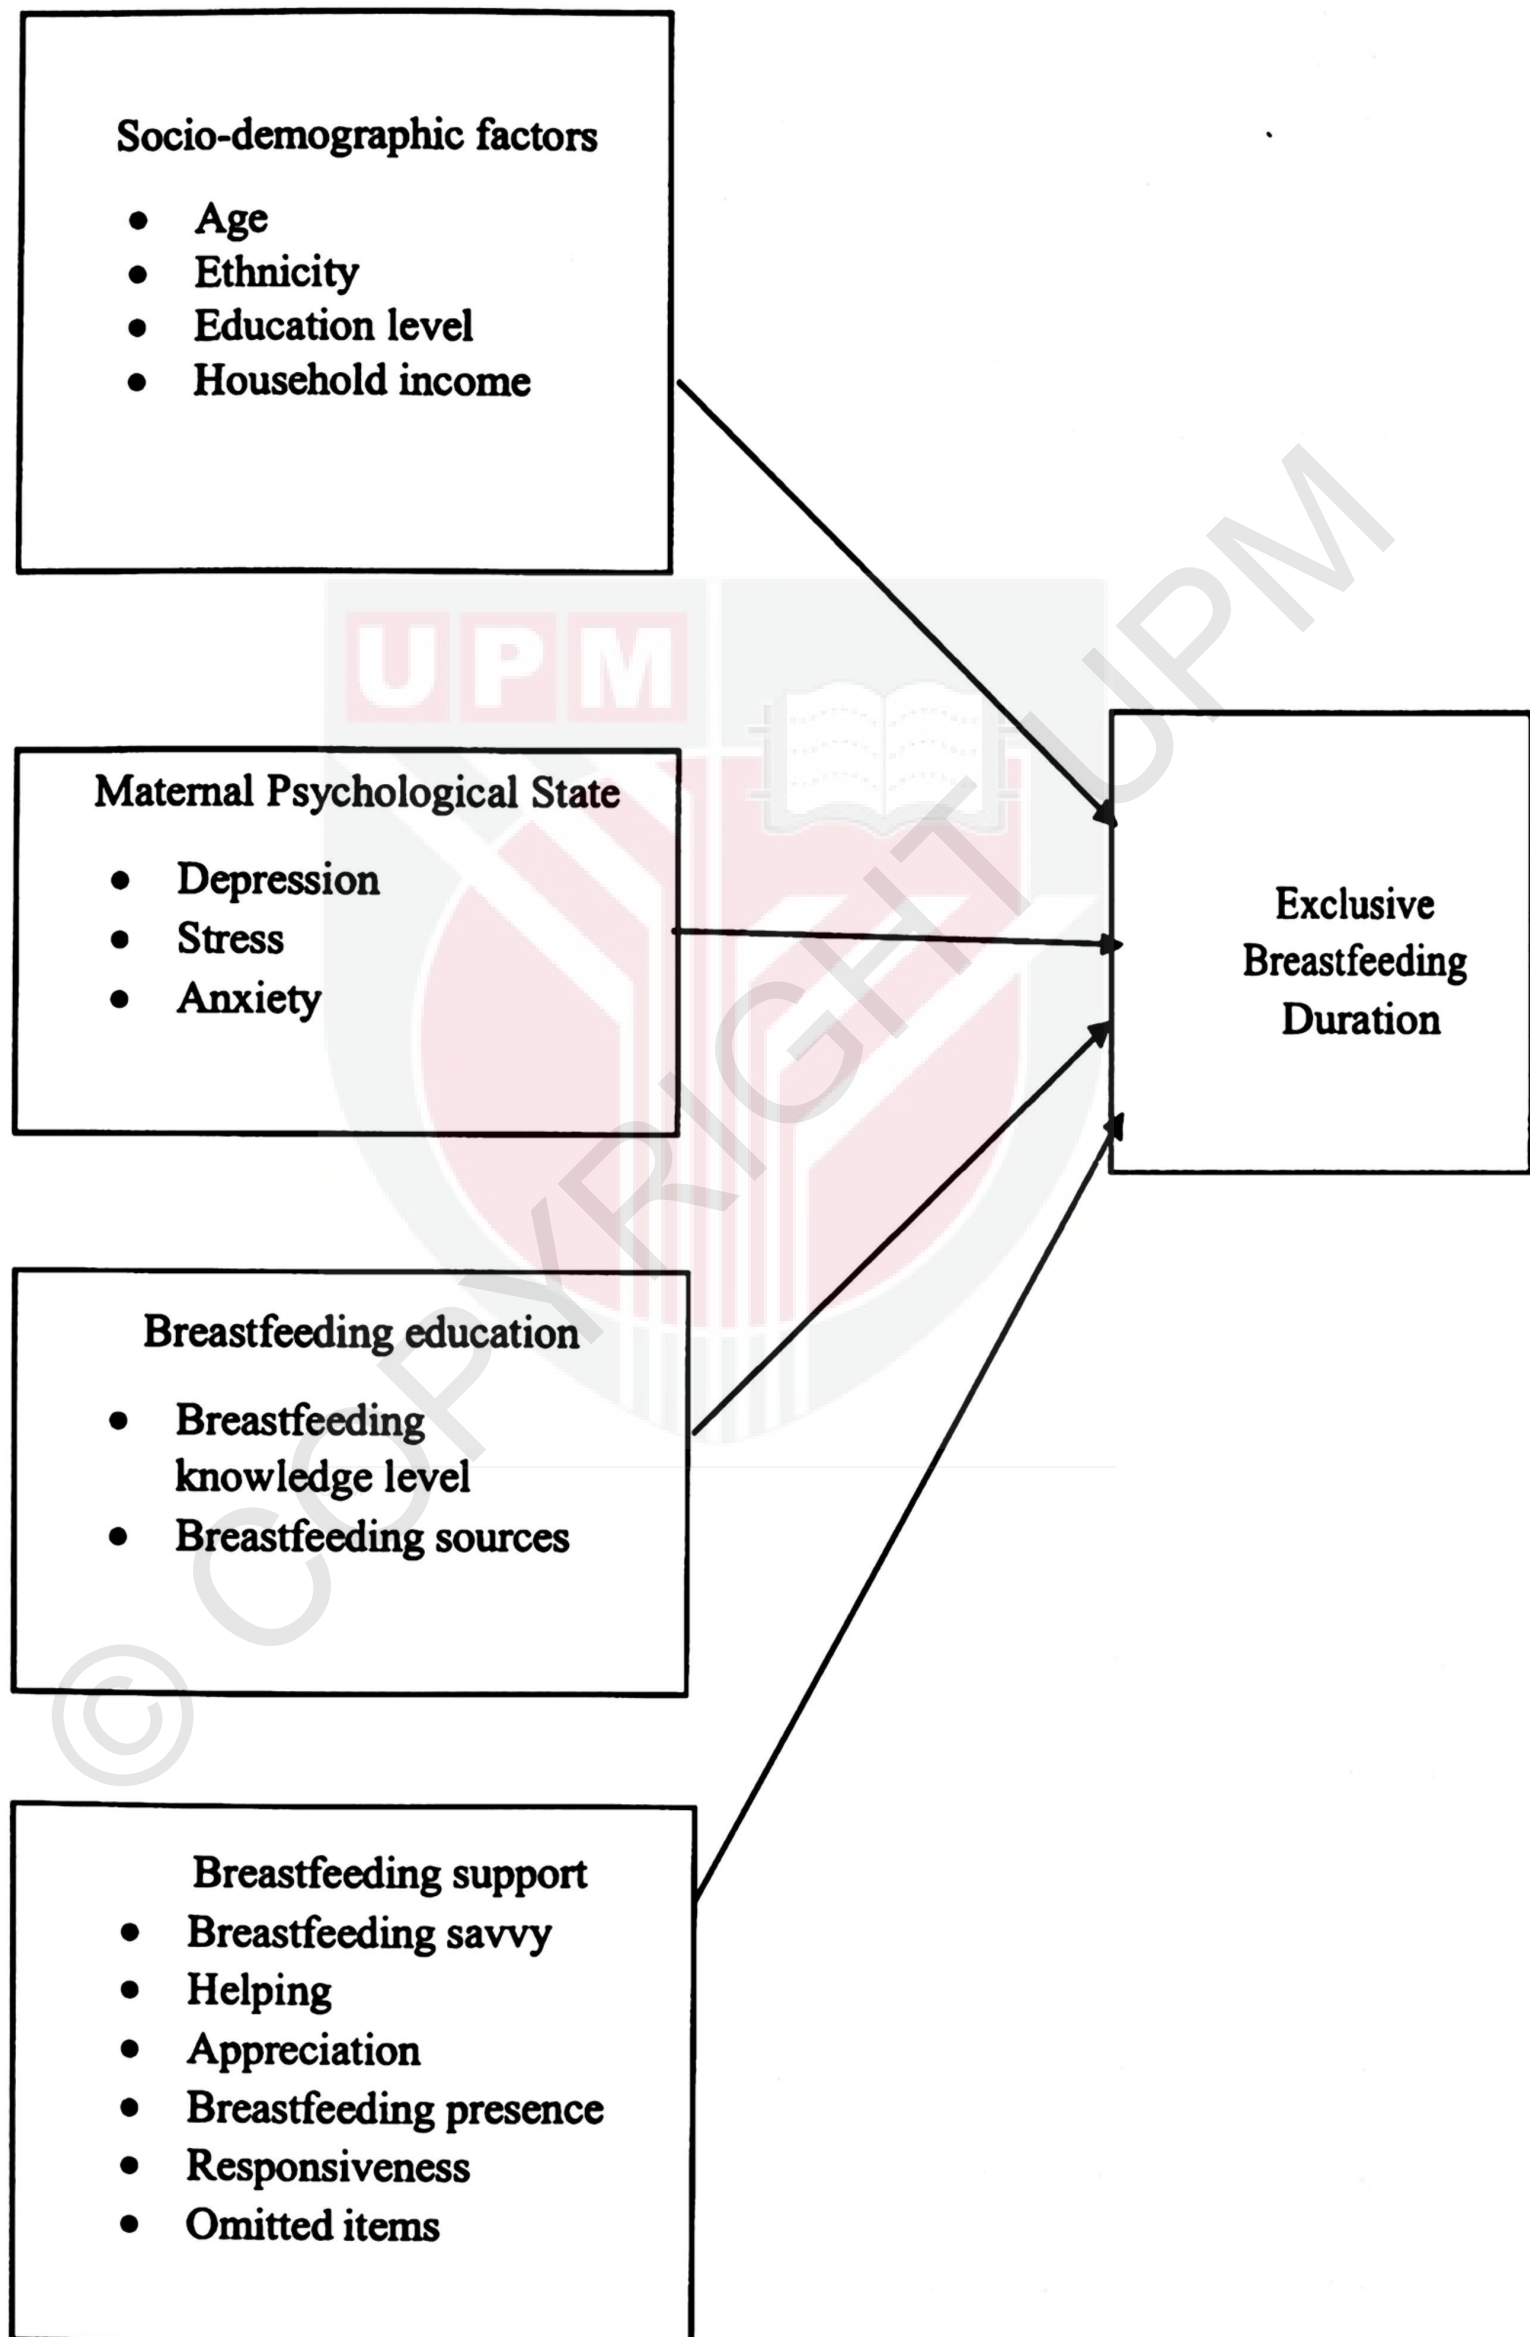 Socio-demographic factors
● Age
● Ethnicity
● Education level
● Household income
UPM
Maternal Psychological State
● Depression
● Stress
● Anxiety
Exclusive
Breastfeeding
Duration
Breastfeeding education
● Breastfeeding
knowledge level
● Breastfeeding sources
Breastfeeding support
● Breastfeeding savvy
● Helping
● Appreciation
● Breastfeeding presence
● Responsiveness
● Omitted items
© COPYRIGHT UPM